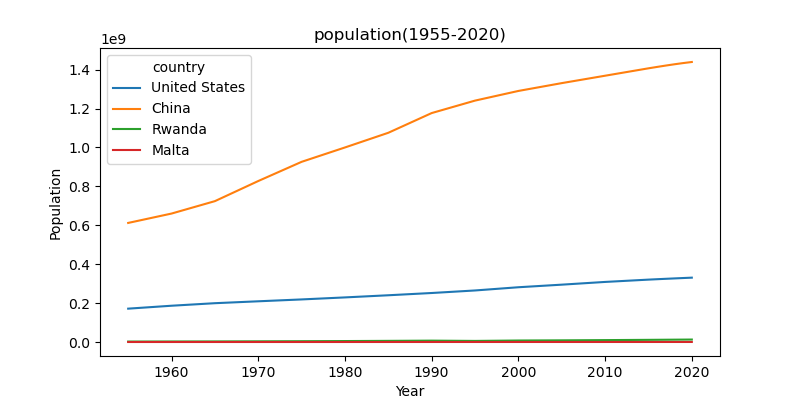 population(1955-2020)
1e9
country
United States
China
Rwanda
Malta
1.4
1.2
1.0
0.8
0.6
0.4
0.2
0.0
Population
1960 1970 1980 1990 2000 2010 2020
Year